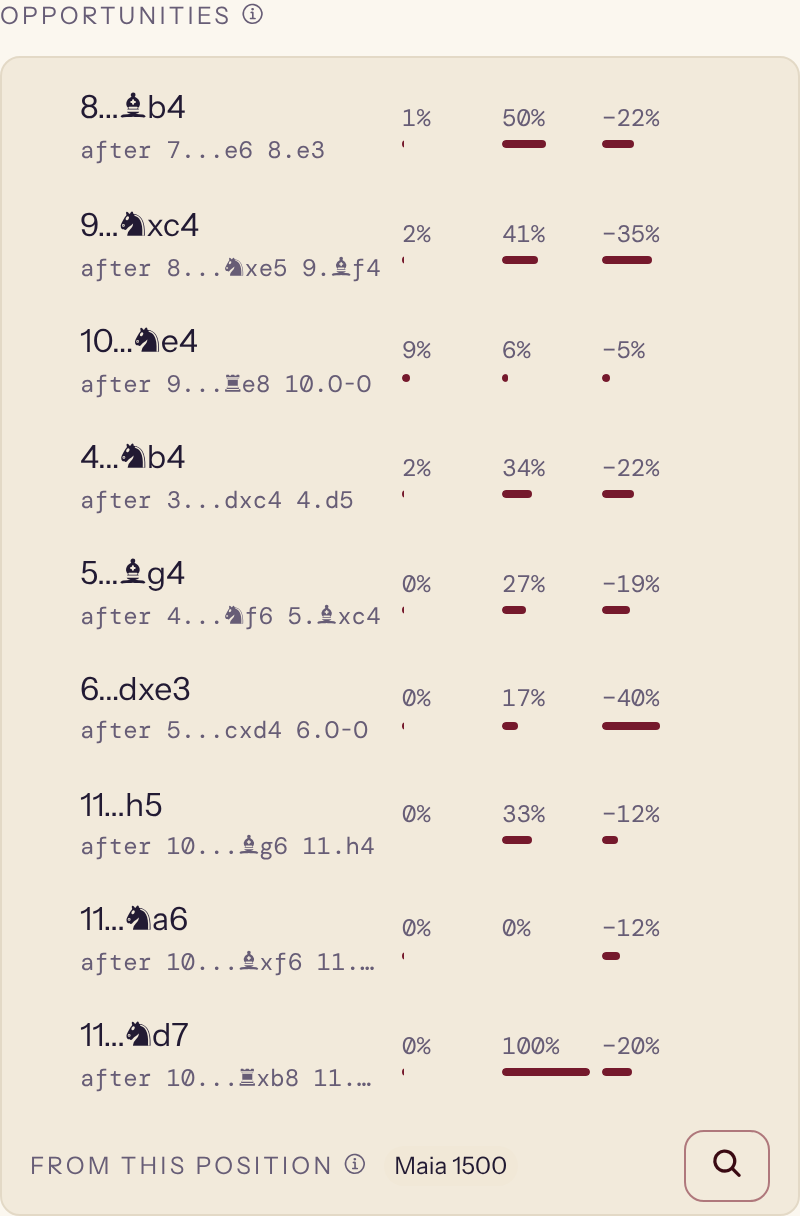 OPPORTUNITIES ⓘ
8...♝b4 1% 50% −22%
after 7...e6 8.e3
9...♞xc4 2% 41% −35%
after 8...♞xe5 9.♝f4
10...♞e4 9% 6% −5%
after 9...♜e8 10.O-O
4...♞b4 2% 34% −22%
after 3...dxc4 4.d5
5...♝g4 0% 27% −19%
after 4...♞f6 5.♝xc4
6...dxe3 0% 17% −40%
after 5...cxd4 6.O-O
11...h5 0% 33% −12%
after 10...♝g6 11.h4
11...♞a6 0% 0% −12%
after 10...♝xf6 11.…
11...♞d7 0% 100% −20%
after 10...♜xb8 11.…
FROM THIS POSITION ⓘ Maia 1500